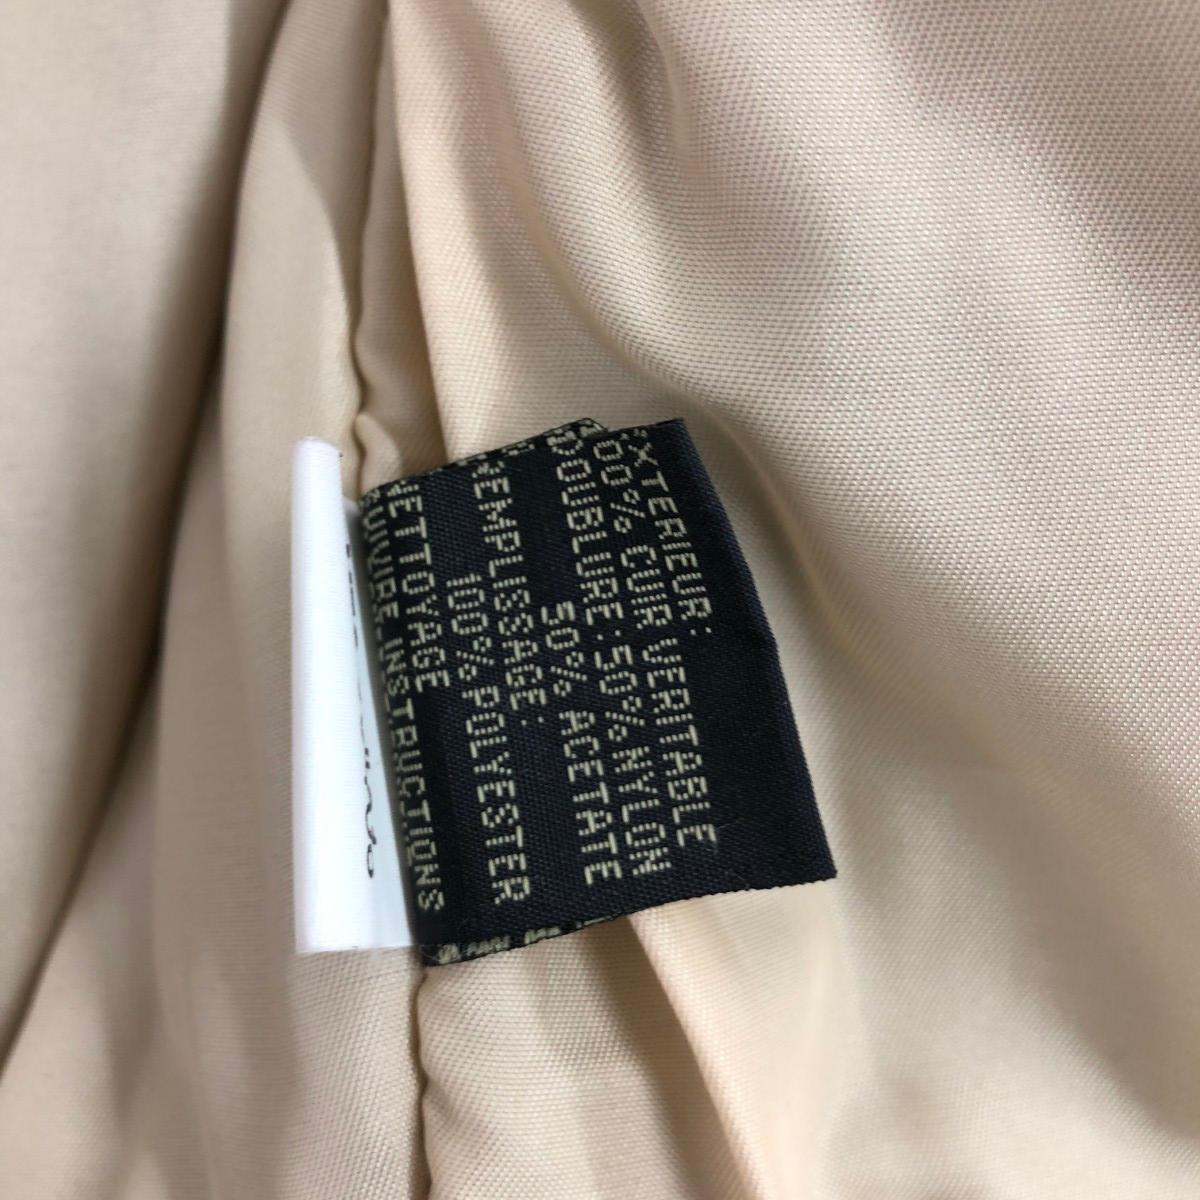 EXTERIEUR:
100% CUIR VERITABLE
DOUBLURE: 50% NYLON
50% ACETATE
REMPLISSAGE:
100% POLYESTER
NETTOYAGE
SUIVRE INSTRUCTIONS